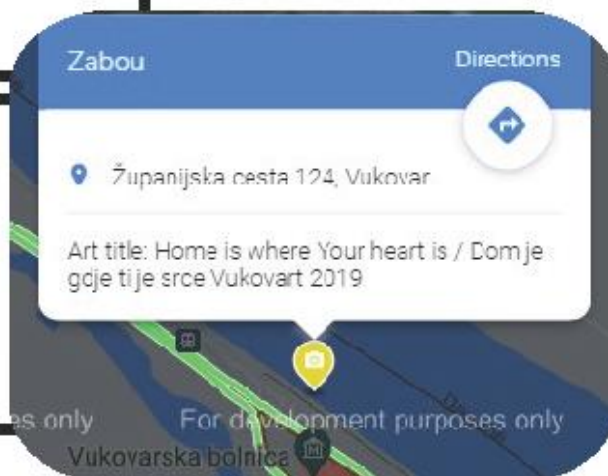 Zabou
Directions
Županijska cesta 124, Vukovar
Art title: Home is where Your heart is / Dom je
gdje ti je srce Vukovart 2019
es only
For development purposes only
Vukovarska bolnica